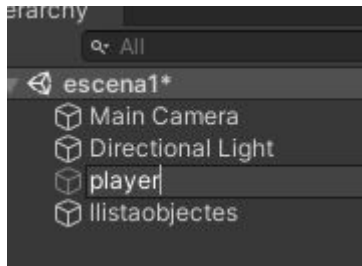 erarchy
All
escena1*
Main Camera
Directional Light
player
llistaobjectes